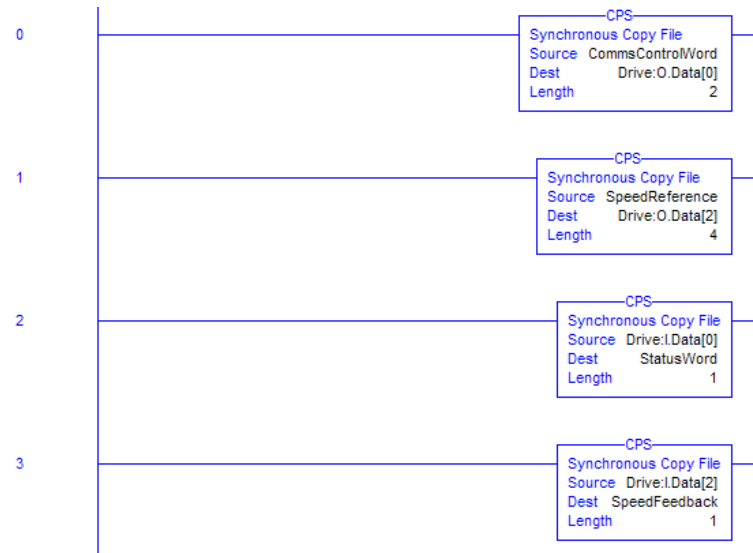 0
CPS
Synchronous Copy File
Source CommsControlWord
Dest Drive:O.Data[0]
Length 2
1
CPS
Synchronous Copy File
Source SpeedReference
Dest Drive:O.Data[2]
Length 4
2
CPS
Synchronous Copy File
Source Drive:I.Data[0]
Dest StatusWord
Length 1
3
CPS
Synchronous Copy File
Source Drive:I.Data[2]
Dest SpeedFeedback
Length 1